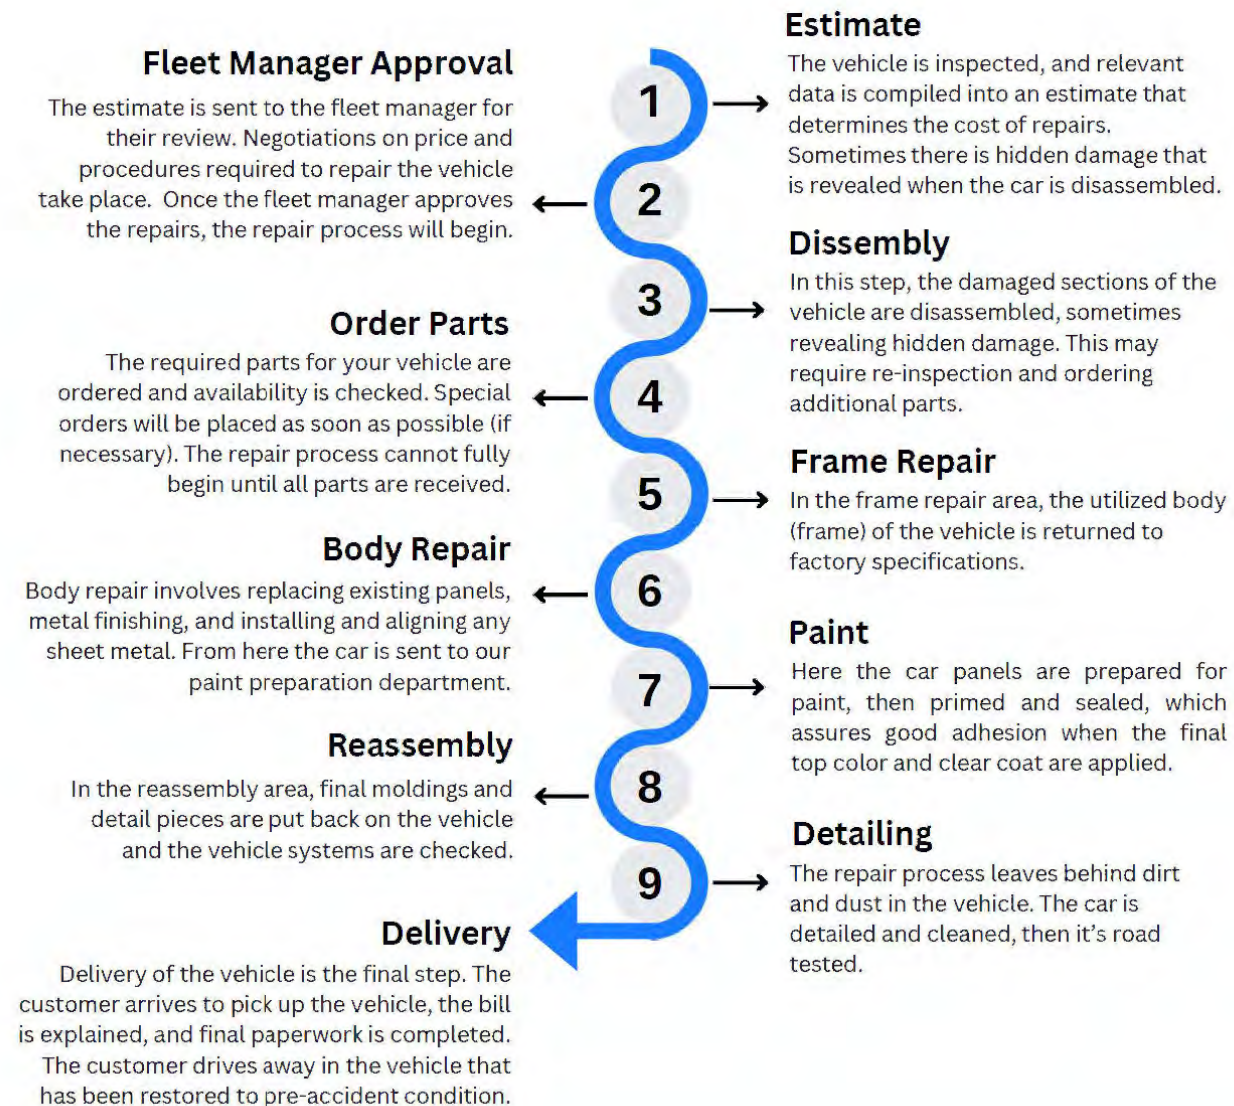 1
Estimate
The vehicle is inspected, and relevant
data is compiled into an estimate that
determines the cost of repairs.
Sometimes there is hidden damage that
is revealed when the car is disassembled.
Fleet Manager Approval
The estimate is sent to the fleet manager for
their review. Negotiations on price and
procedures required to repair the vehicle
take place. Once the fleet manager approves
the repairs, the repair process will begin.
2
3
Dissembly
In this step, the damaged sections of the
vehicle are disassembled, sometimes
revealing hidden damage. This may
require re-inspection and ordering
additional parts.
Order Parts
The required parts for your vehicle are
ordered and availability is checked. Special
orders will be placed as soon as possible (if
necessary). The repair process cannot fully
begin until all parts are received.
4
5
Frame Repair
In the frame repair area, the utilized body
(frame) of the vehicle is returned to
factory specifications.
Body Repair
Body repair involves replacing existing panels,
metal finishing, and installing and aligning any
sheet metal. From here the car is sent to our
paint preparation department.
6
7
Paint
Here the car panels are prepared for
paint, then primed and sealed, which
assures good adhesion when the final
top color and clear coat are applied.
Reassembly
In the reassembly area, final moldings and
detail pieces are put back on the vehicle
and the vehicle systems are checked.
8
9
Detailing
The repair process leaves behind dirt
and dust in the vehicle. The car is
detailed and cleaned, then it's road
tested.
Delivery
Delivery of the vehicle is the final step. The
customer arrives to pick up the vehicle, the bill
is explained, and final paperwork is completed.
The customer drives away in the vehicle that
has been restored to pre-accident condition.